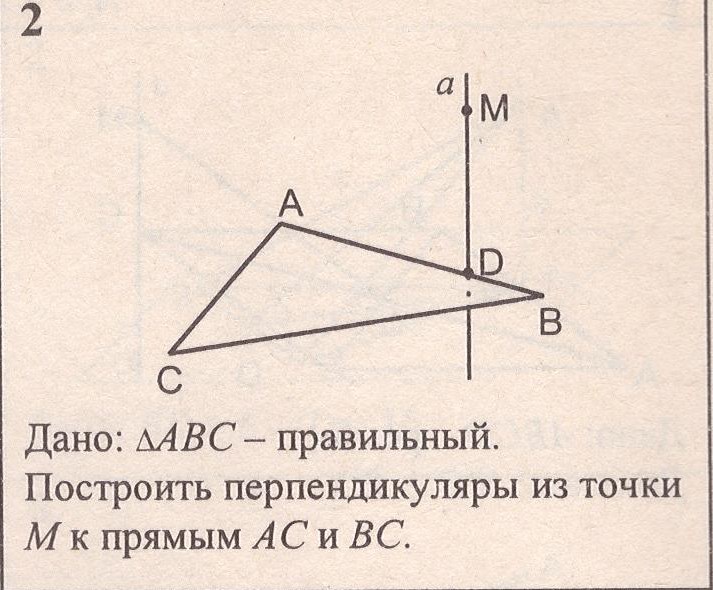 2
a
M
A
D
B
C
Дано: ΔABC – правильный.
Построить перпендикуляры из точки
M к прямым AC и BC.